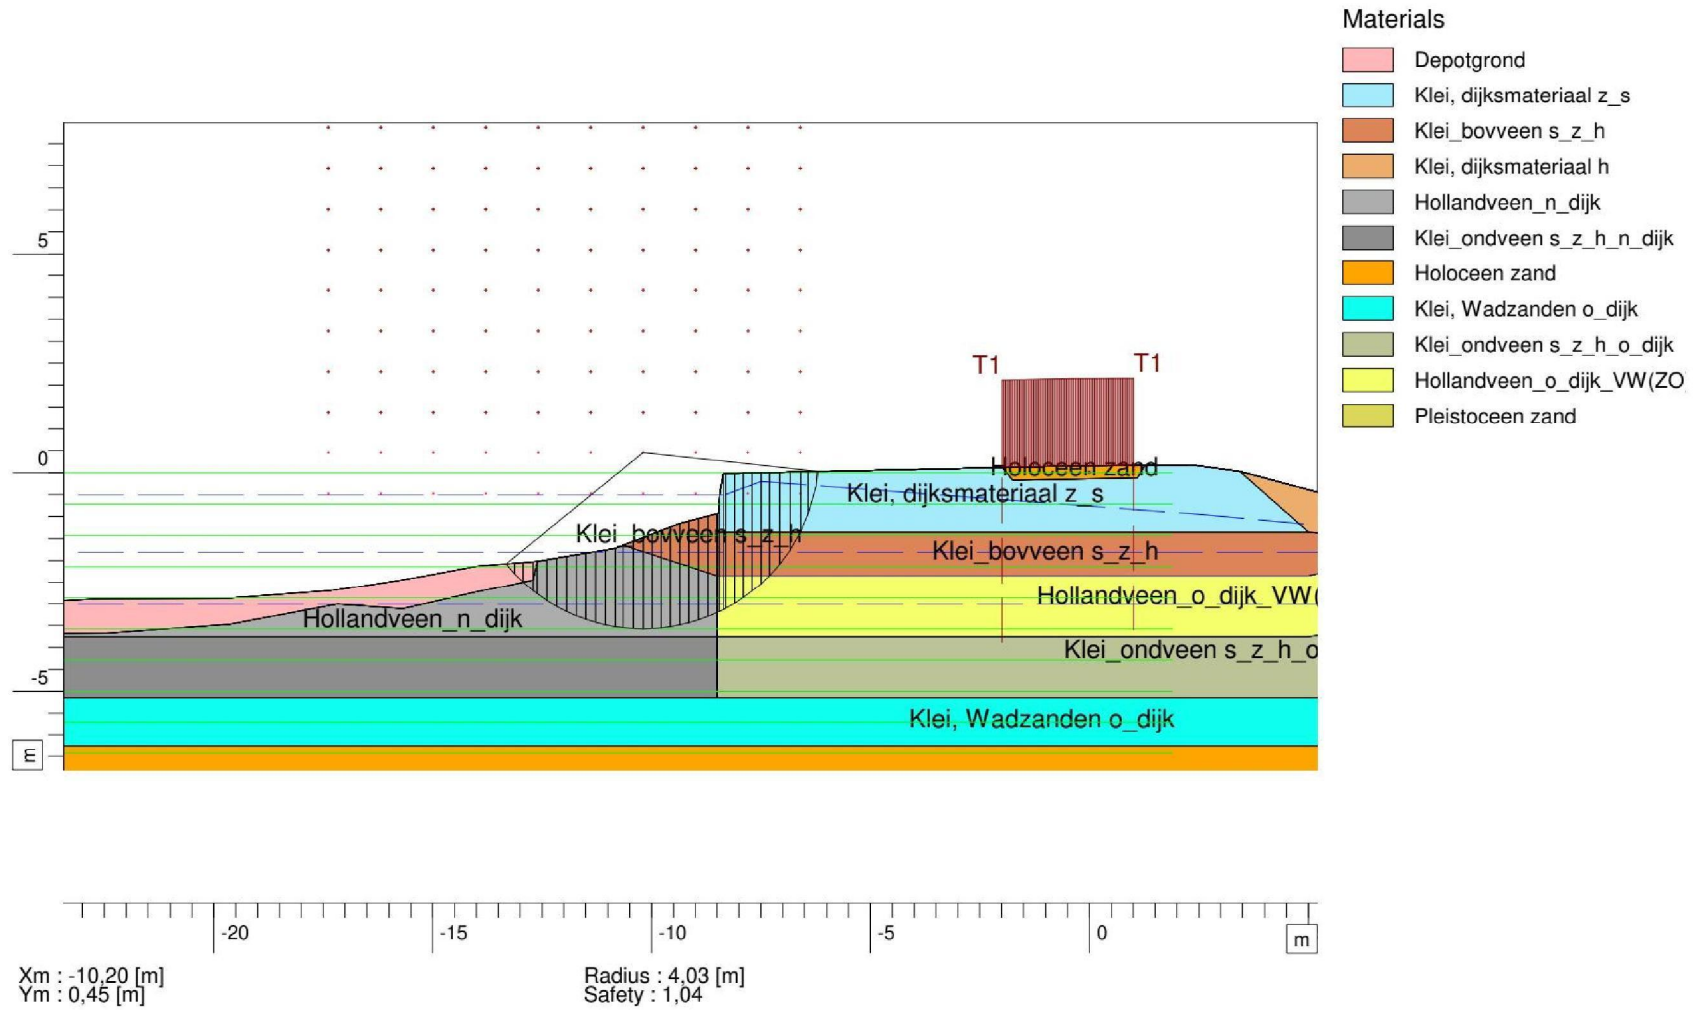 Materials
Depotgrond
Klei, dijksmateriaal z_s
Klei_bovveen s_z_h
Klei, dijksmateriaal h
Hollandveen_n_dijk
Klei_ondveen s_z_h_n_dijk
Holoceen zand
Klei, Wadzanden o_dijk
Klei_ondveen s_z_h_o_dijk
Hollandveen_o_dijk_VW(ZO
Pleistoceen zand
5
T1 T1
0
Holoceen zand
Klei, dijksmateriaal z_s
Klei_bovveen s_z_h
Klei_bovveen s_z_h
Hollandveen_o_dijk_VW(
Hollandveen_n_dijk
Klei_ondveen s_z_h_o
-5
Klei, Wadzanden o_dijk
m
-20 -15 -10 -5 0 m
Xm : -10,20 [m] Radius : 4,03 [m]
Ym : 0,45 [m] Safety : 1,04